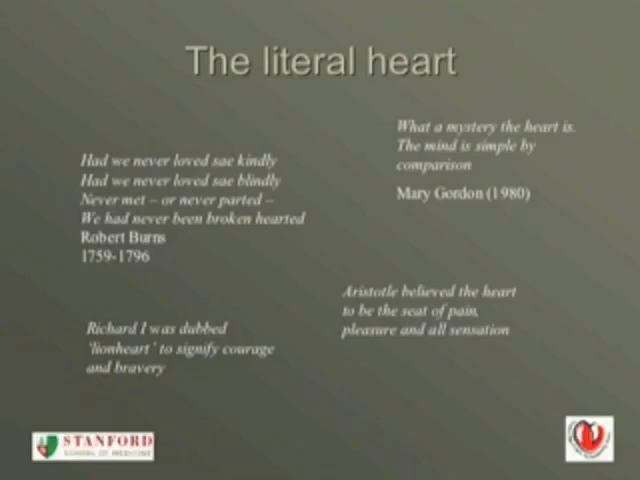 The literal heart
Had we never loved sae kindly
Had we never loved sae blindly
Never met – or never parted –
We had never been broken hearted
Robert Burns
1759-1796
What a mystery the heart is.
The mind is simple by
comparison
Mary Gordon (1980)
Aristotle believed the heart
to be the seat of pain,
pleasure and all sensation
Richard I was dubbed
'lionheart' to signify courage
and bravery
STANFORD
SCHOOL OF MEDICINE